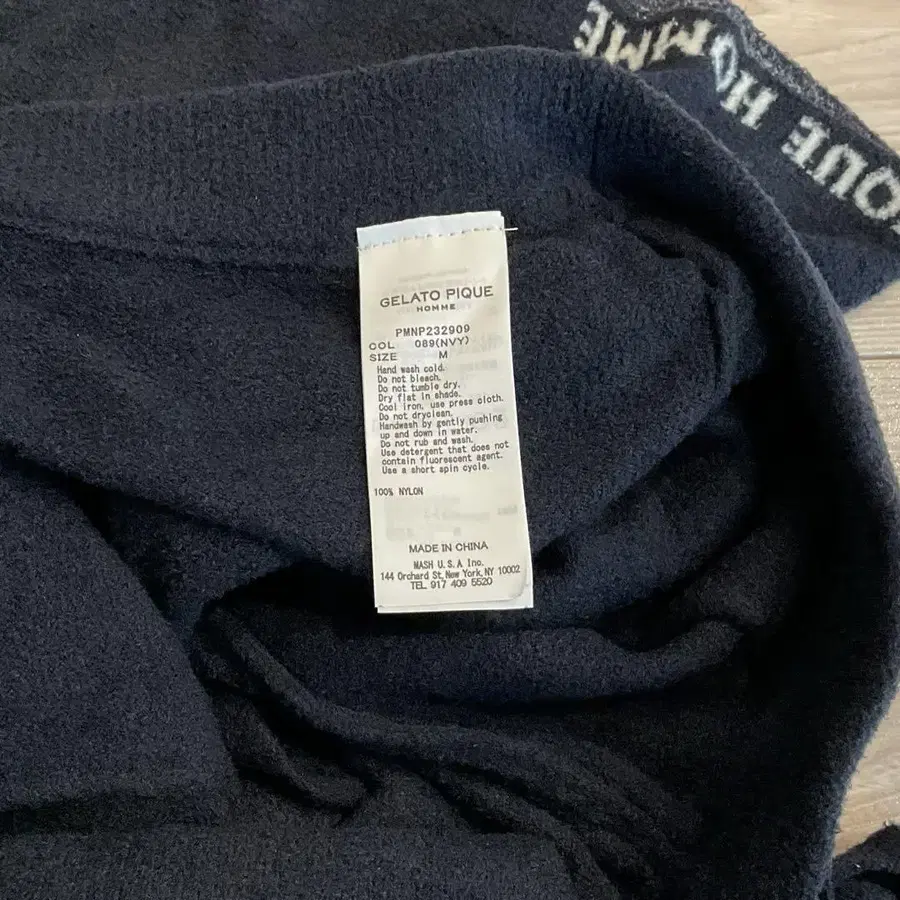 QUE HOMME
GELATO PIQUE
HOMME
PMNP232909
COL 089(NVY)
SIZE M
Hand wash cold.
Do not bleach.
Do not tumble dry.
Dry flat in shade.
Cool iron, use press cloth.
Do not dryclean.
Handwash by gently pushing
up and down in water.
Do not rub and wash.
Use detergent that does not
contain fluorescent agent.
Use a short spin cycle.
100% NYLON
MADE IN CHINA
MASH U.S.A Inc.
144 Orchard St, New York, NY 10002
TEL 917 409 5520